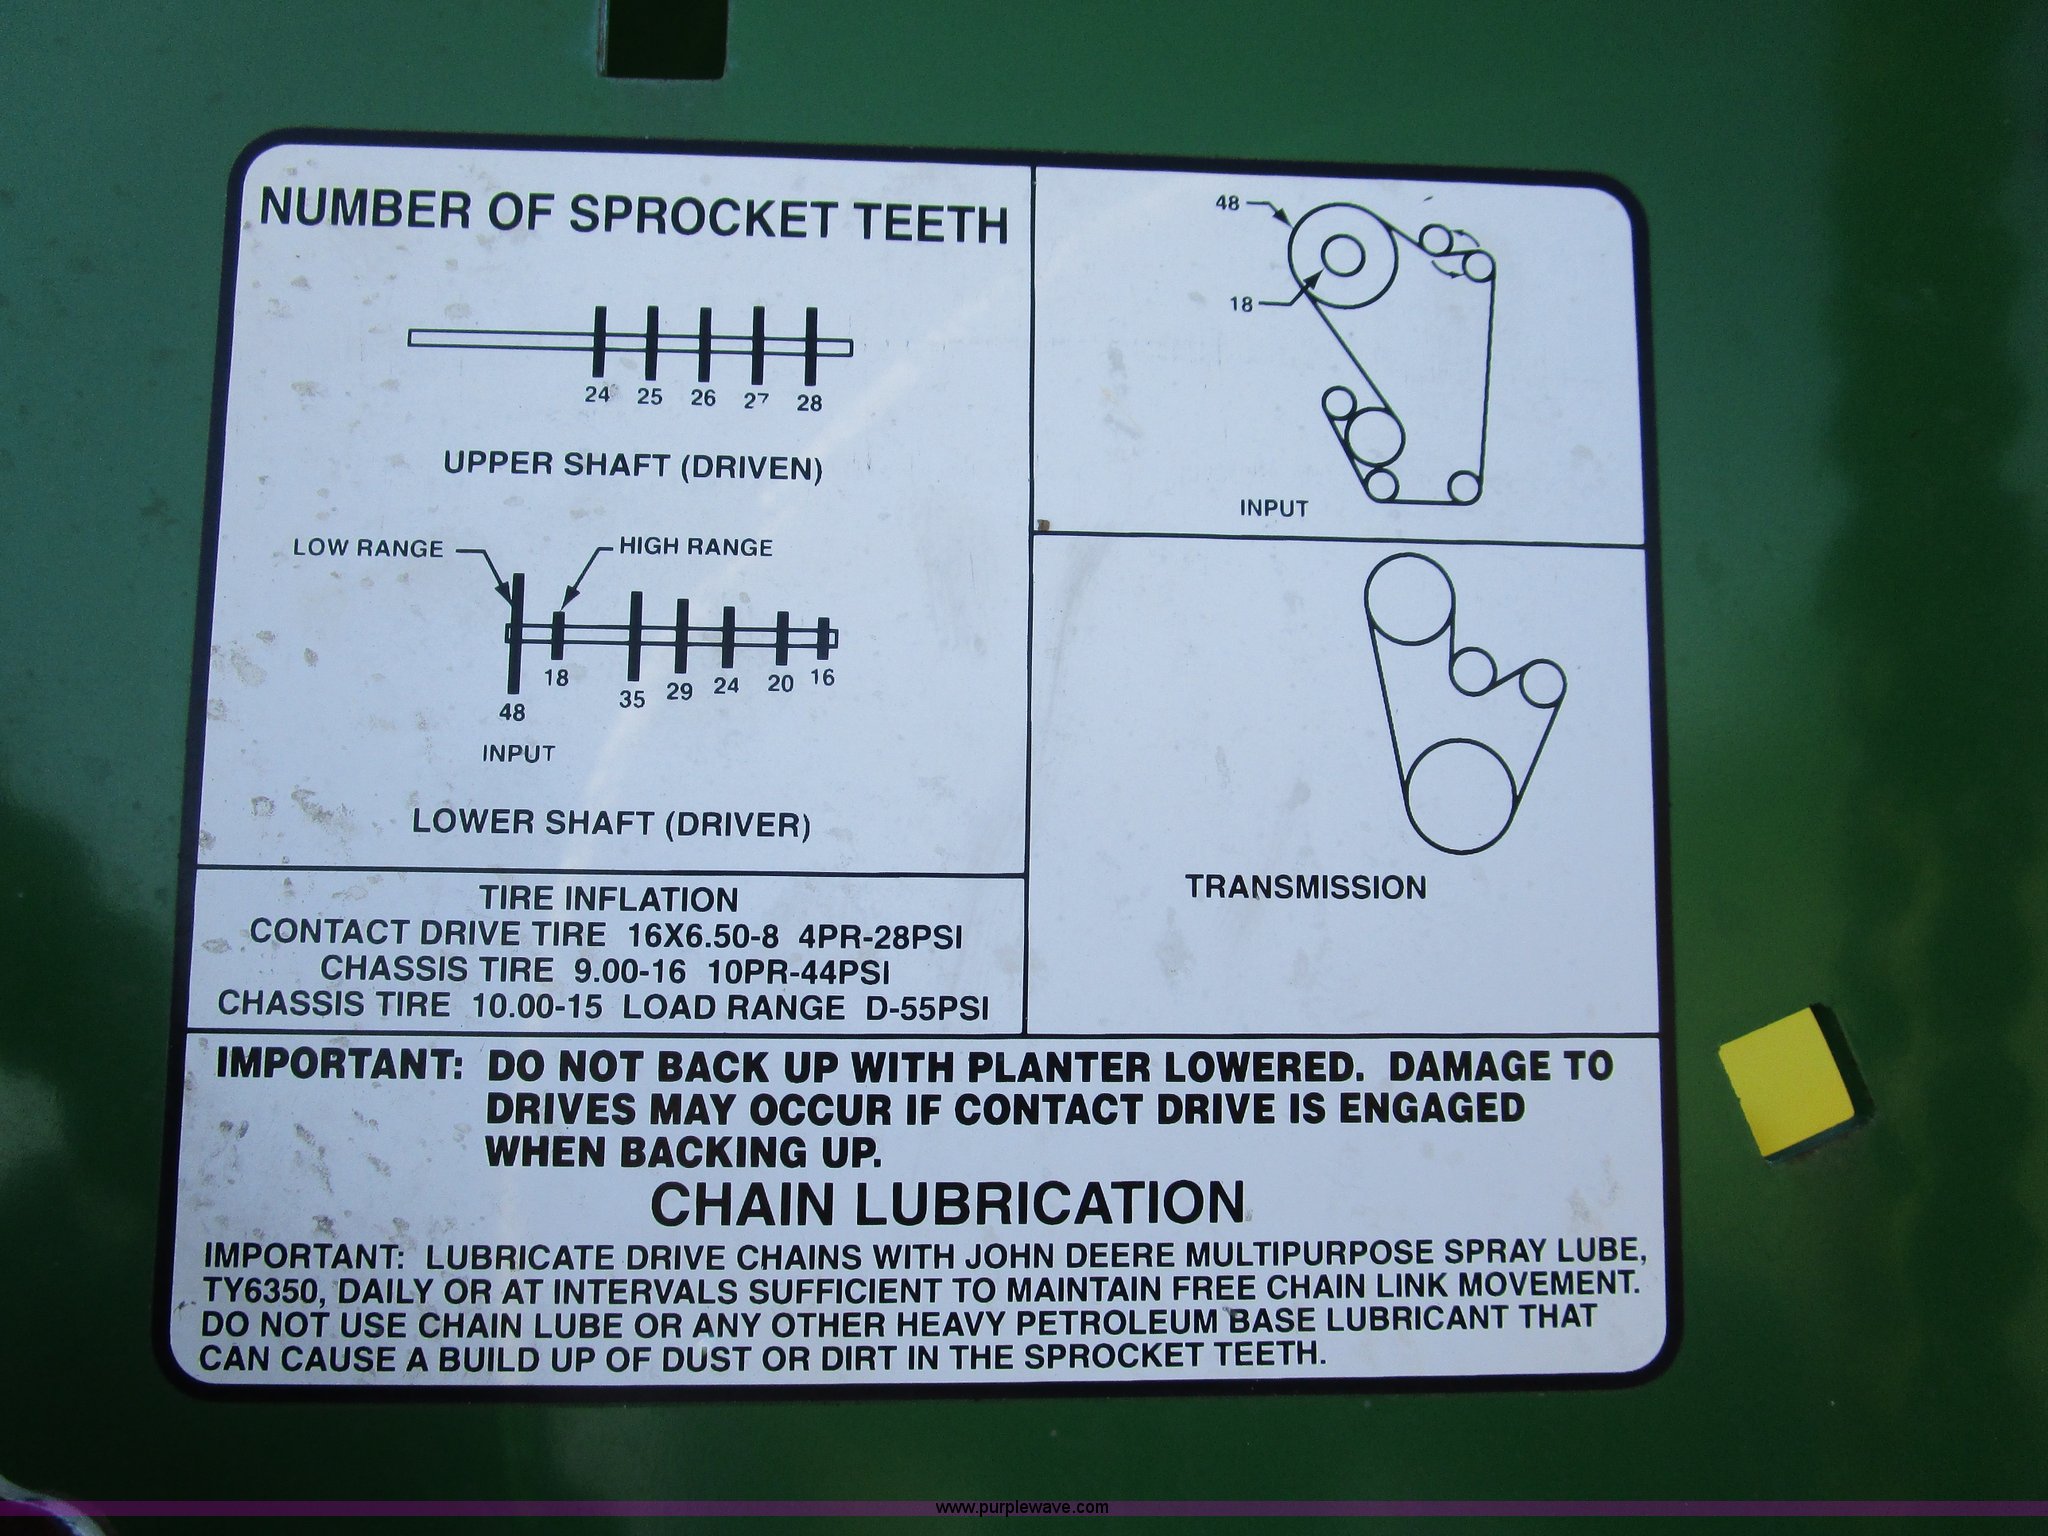 NUMBER OF SPROCKET TEETH
24 25 26 27 28
UPPER SHAFT (DRIVEN)
LOW RANGE HIGH RANGE
48 18 35 29 24 20 16
INPUT
LOWER SHAFT (DRIVER)
48
18
INPUT
TRANSMISSION
TIRE INFLATION
CONTACT DRIVE TIRE 16X6.50-8 4PR-28PSI
CHASSIS TIRE 9.00-16 10PR-44PSI
CHASSIS TIRE 10.00-15 LOAD RANGE D-55PSI
IMPORTANT: DO NOT BACK UP WITH PLANTER LOWERED. DAMAGE TO
DRIVES MAY OCCUR IF CONTACT DRIVE IS ENGAGED
WHEN BACKING UP.
CHAIN LUBRICATION
IMPORTANT: LUBRICATE DRIVE CHAINS WITH JOHN DEERE MULTIPURPOSE SPRAY LUBE,
TY6350, DAILY OR AT INTERVALS SUFFICIENT TO MAINTAIN FREE CHAIN LINK MOVEMENT.
DO NOT USE CHAIN LUBE OR ANY OTHER HEAVY PETROLEUM BASE LUBRICANT THAT
CAN CAUSE A BUILD UP OF DUST OR DIRT IN THE SPROCKET TEETH.
www.purplewave.com